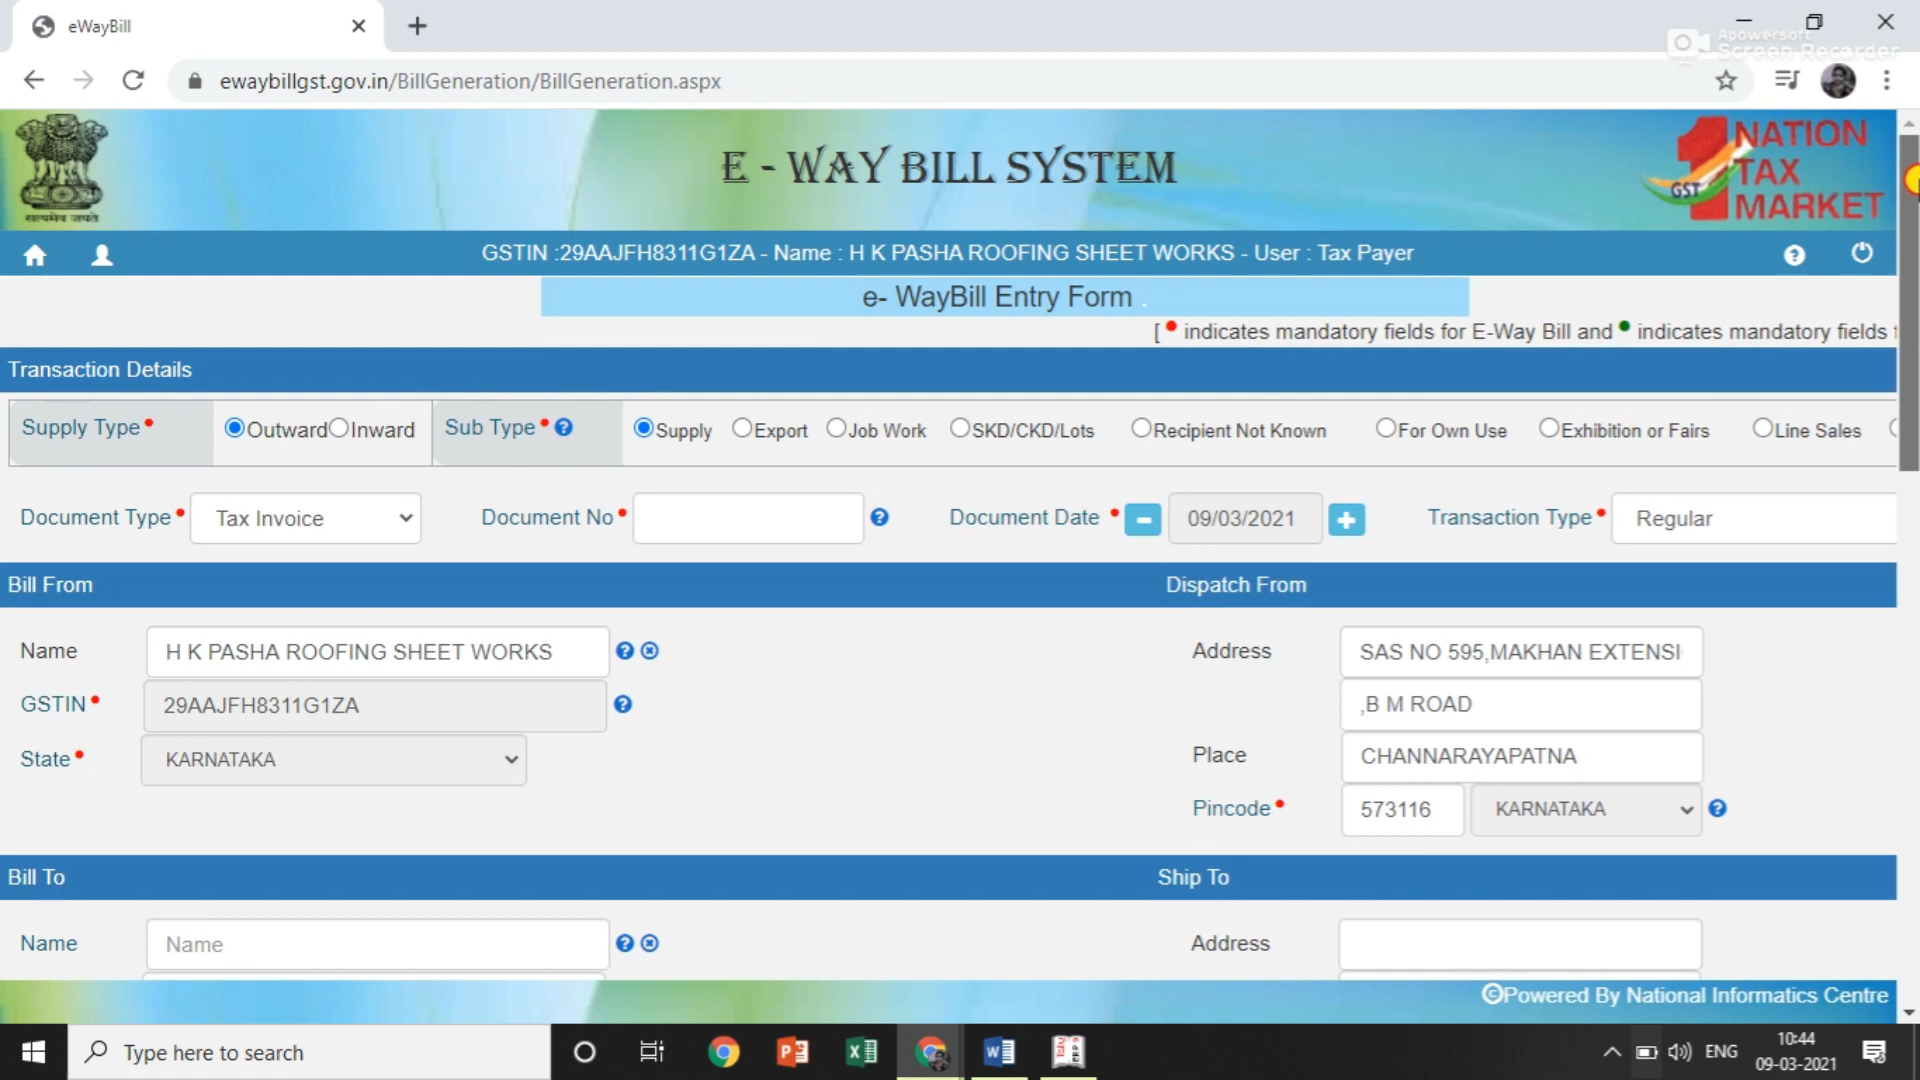 eWayBill
Apowersoft
Screen Recorder
ewaybillgst.gov.in/BillGeneration/BillGeneration.aspx
सत्यमेव जयते
E - WAY BILL SYSTEM
NATION
TAX
MARKET
GST
GSTIN :29AAJFH8311G1ZA - Name : H K PASHA ROOFING SHEET WORKS - User : Tax Payer
e- WayBill Entry Form
[ • indicates mandatory fields for E-Way Bill and • indicates mandatory fields
Transaction Details
Supply Type• Outward Inward Sub Type• Supply Export Job Work SKD/CKD/Lots Recipient Not Known For Own Use Exhibition or Fairs Line Sales
Document Type• Tax Invoice Document No• Document Date • 09/03/2021 Transaction Type• Regular
Bill From Dispatch From
Name H K PASHA ROOFING SHEET WORKS Address SAS NO 595,MAKHAN EXTENSI
GSTIN• 29AAJFH8311G1ZA ,B M ROAD
State• KARNATAKA Place CHANNARAYAPATNA
Pincode• 573116 KARNATAKA
Bill To Ship To
Name Name Address
©Powered By National Informatics Centre
Type here to search
ENG 10:44
09-03-2021